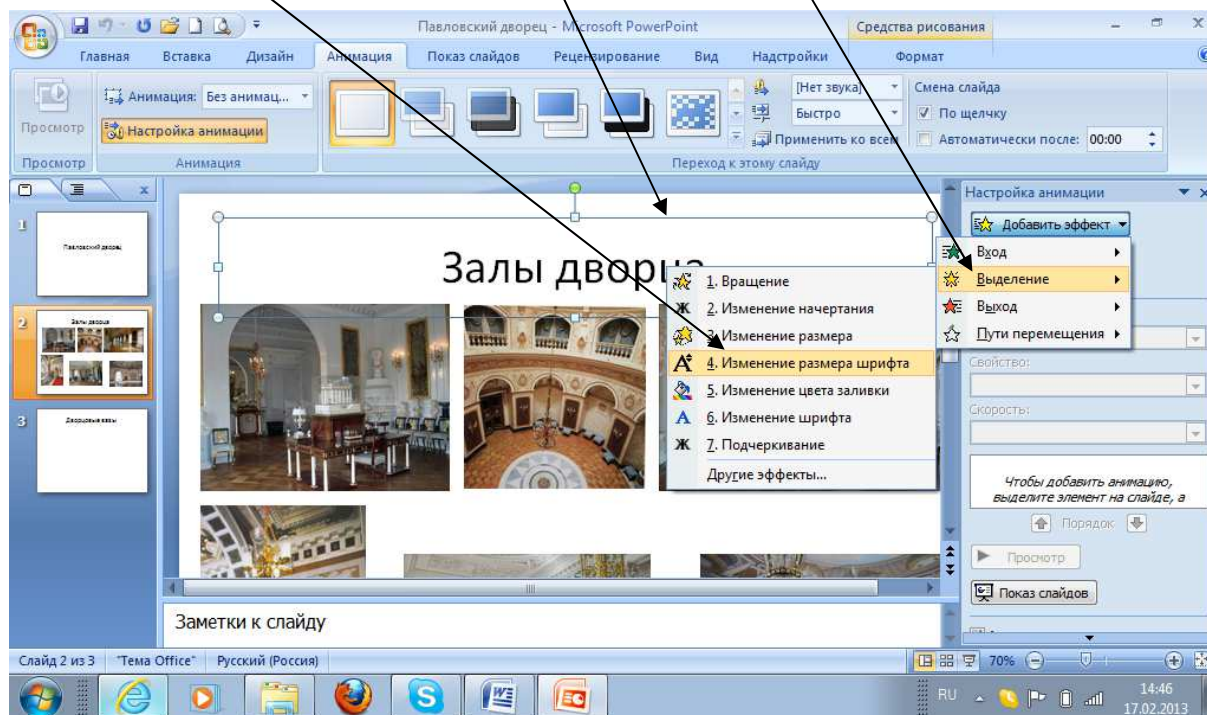 Павловский дворец - Microsoft PowerPoint
Средства рисования
Главная Вставка Дизайн Анимация Показ слайдов Рецензирование Вид Надстройки Формат
Просмотр
Анимация: Без анимац...
Настройка анимации
[Нет звука]
Быстро
Применить ко всем
Смена слайда
По щелчку
Автоматически после: 00:00
Просмотр Анимация Переход к этому слайду
1
Павловский дворец
2
Залы дворца
3
Дворцовые вазы
Залы дворца
1. Вращение
2. Изменение начертания
3. Изменение размера
4. Изменение размера шрифта
5. Изменение цвета заливки
6. Изменение шрифта
7. Подчеркивание
Другие эффекты...
Настройка анимации
Добавить эффект
Вход
Выделение
Выход
Пути перемещения
Свойство:
Скорость:
Чтобы добавить анимацию,
выделите элемент на слайде, а
Порядок
Просмотр
Показ слайдов
Заметки к слайду
Слайд 2 из 3 "Тема Office" Русский (Россия) 70%
RU 14:46
17.02.2013